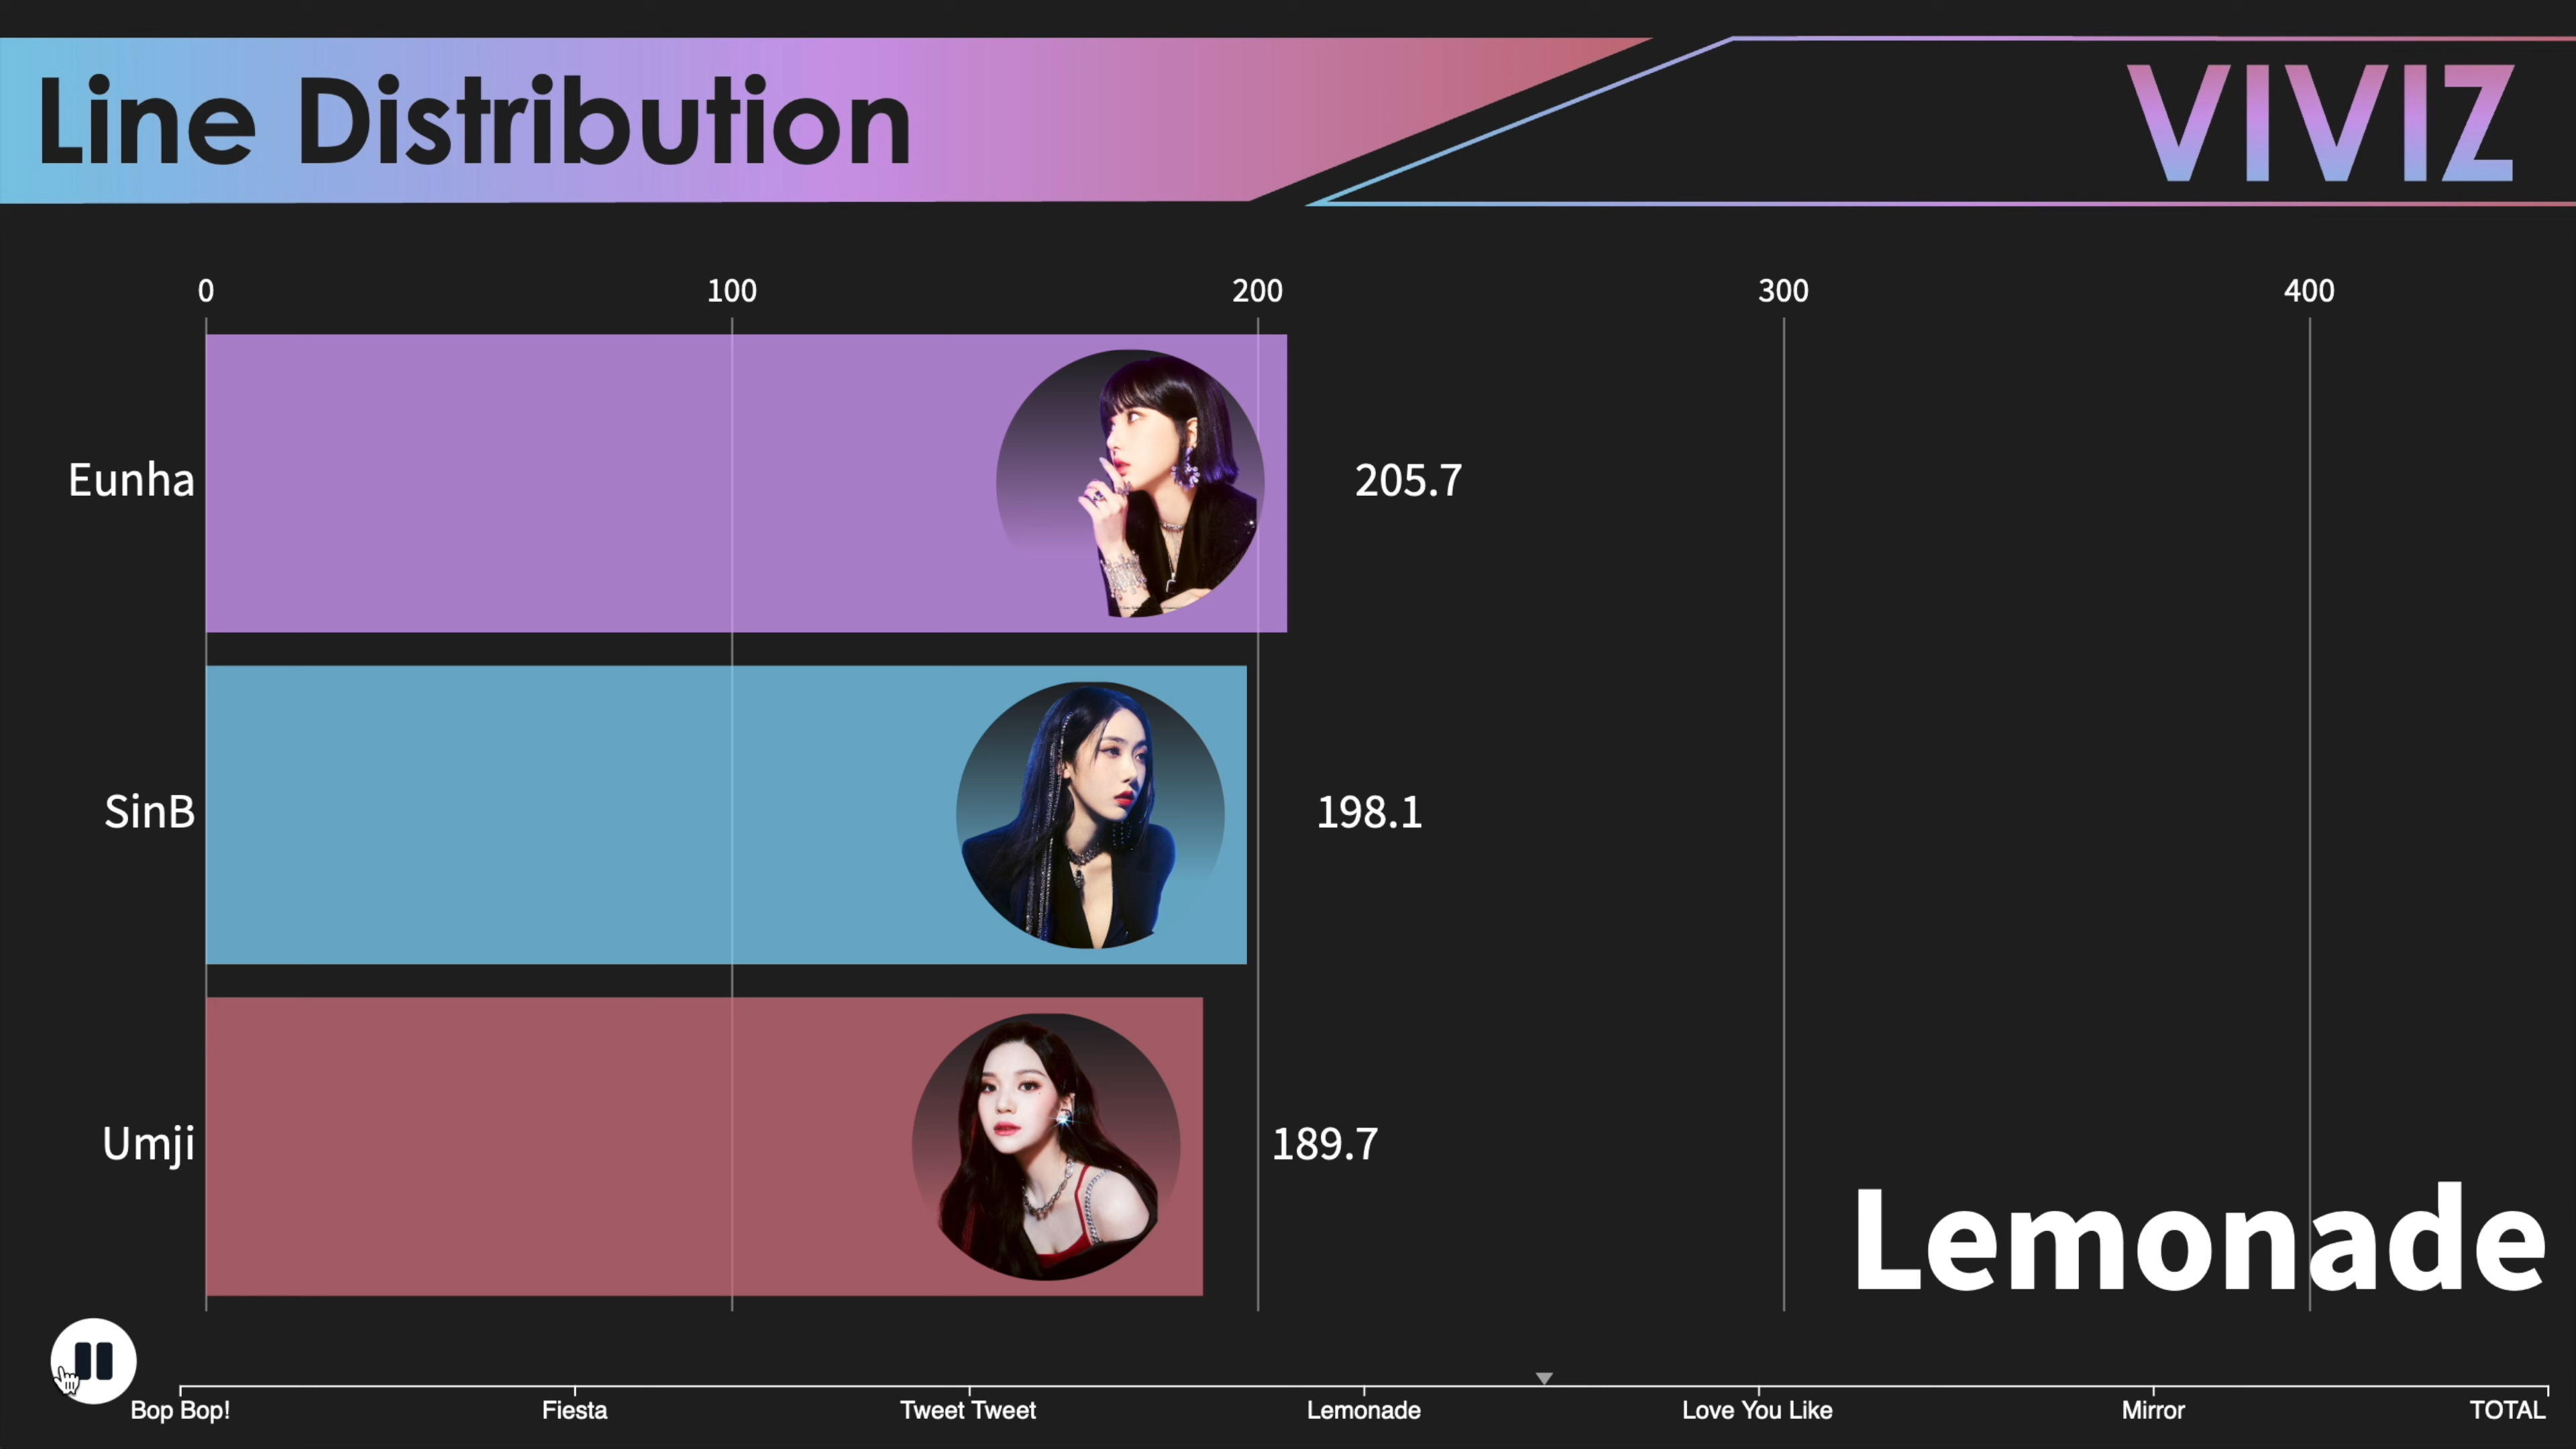 Line Distribution
VIVIZ
0 100 200 300 400
Eunha 205.7
SinB 198.1
Umji 189.7
Lemonade
Bop Bop! Fiesta Tweet Tweet Lemonade Love You Like Mirror TOTAL